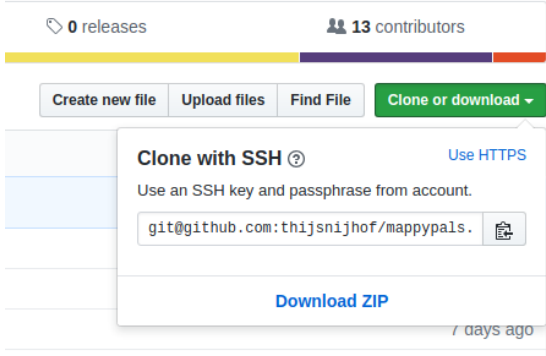 0 releases
13 contributors
Create new file
Upload files
Find File
Clone or download
Clone with SSH
Use HTTPS
Use an SSH key and passphrase from account.
git@github.com:thijsnijhof/mappypals.
Download ZIP
7 days ago